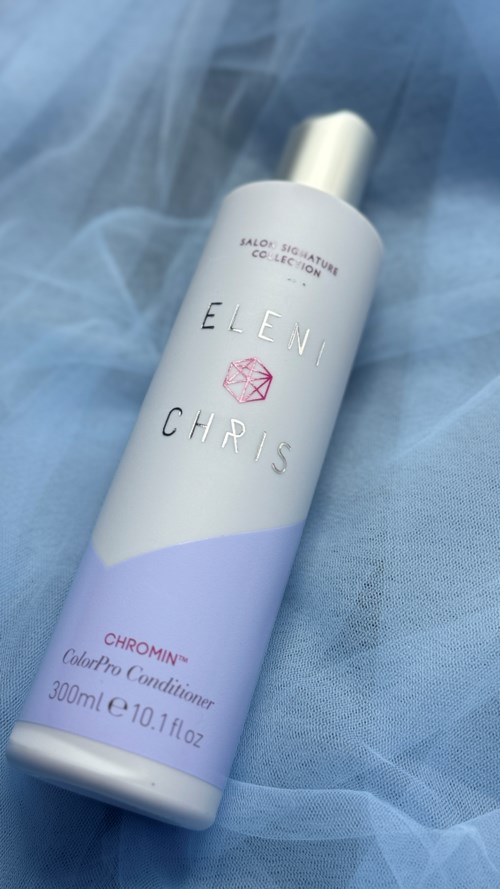 SALON SIGNATURE
COLLECTION
ELENI
CHRIS
CHROMIN™
ColorPro Conditioner
300ml ℮ 10.1 fl oz